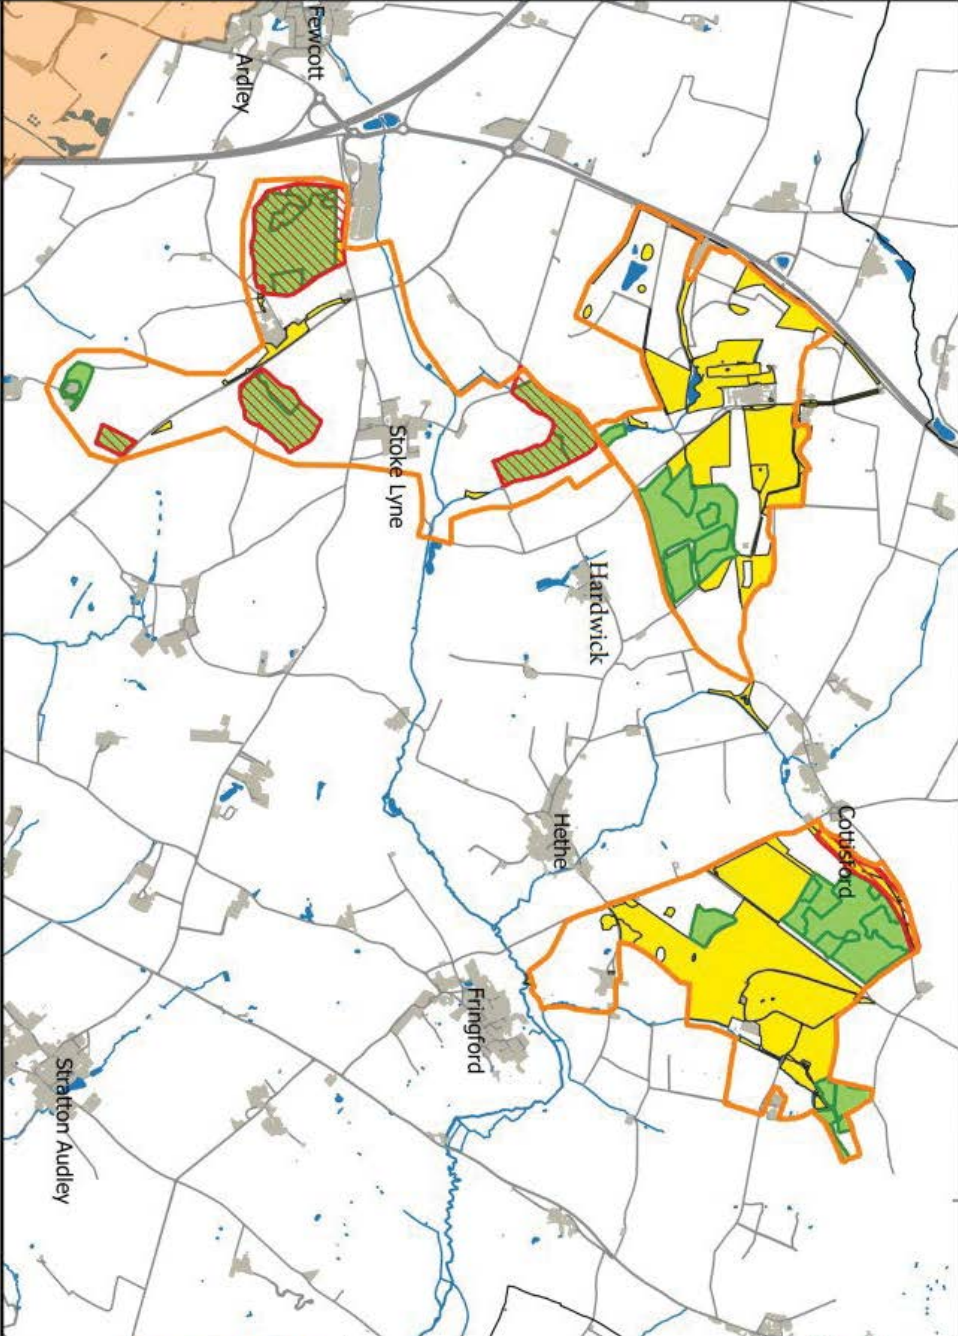 Fewcott
Ardley
Stoke Lyne
Hardwick
Cottisford
Hethe
Fringford
Stratton Audley